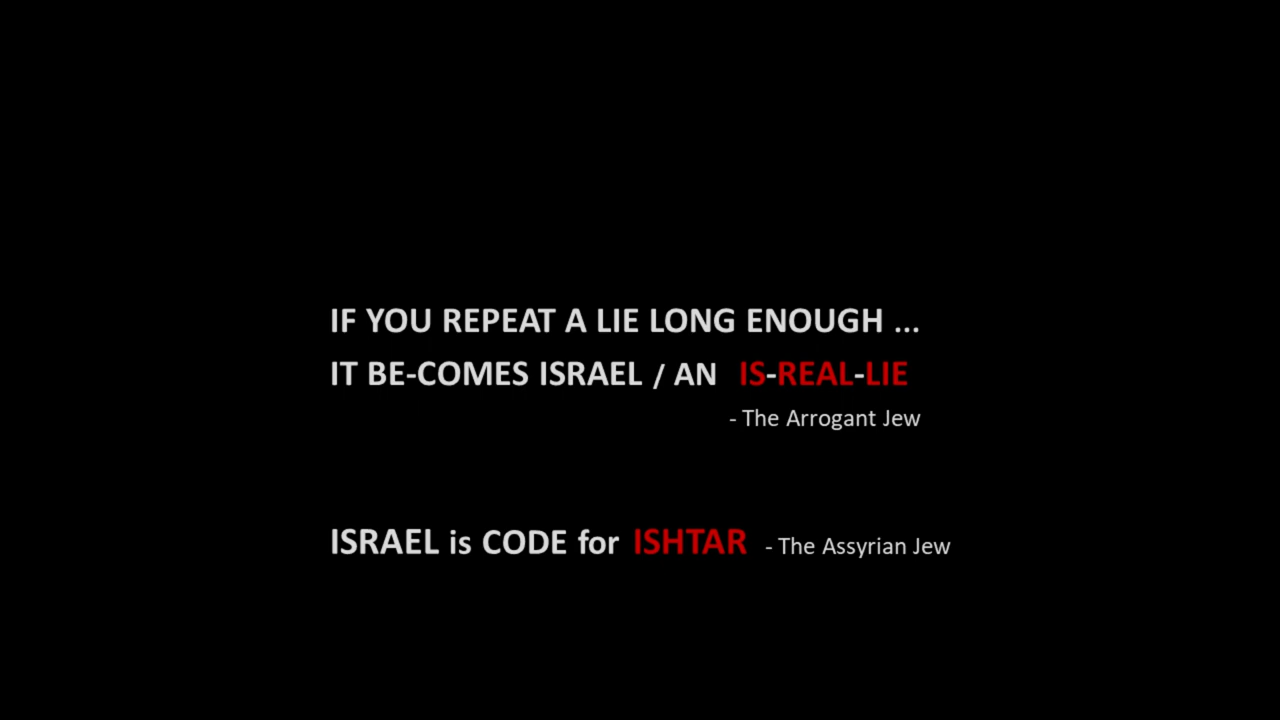 IF YOU REPEAT A LIE LONG ENOUGH ...
IT BE-COMES ISRAEL / AN IS-REAL-LIE
- The Arrogant Jew
ISRAEL is CODE for ISHTAR - The Assyrian Jew